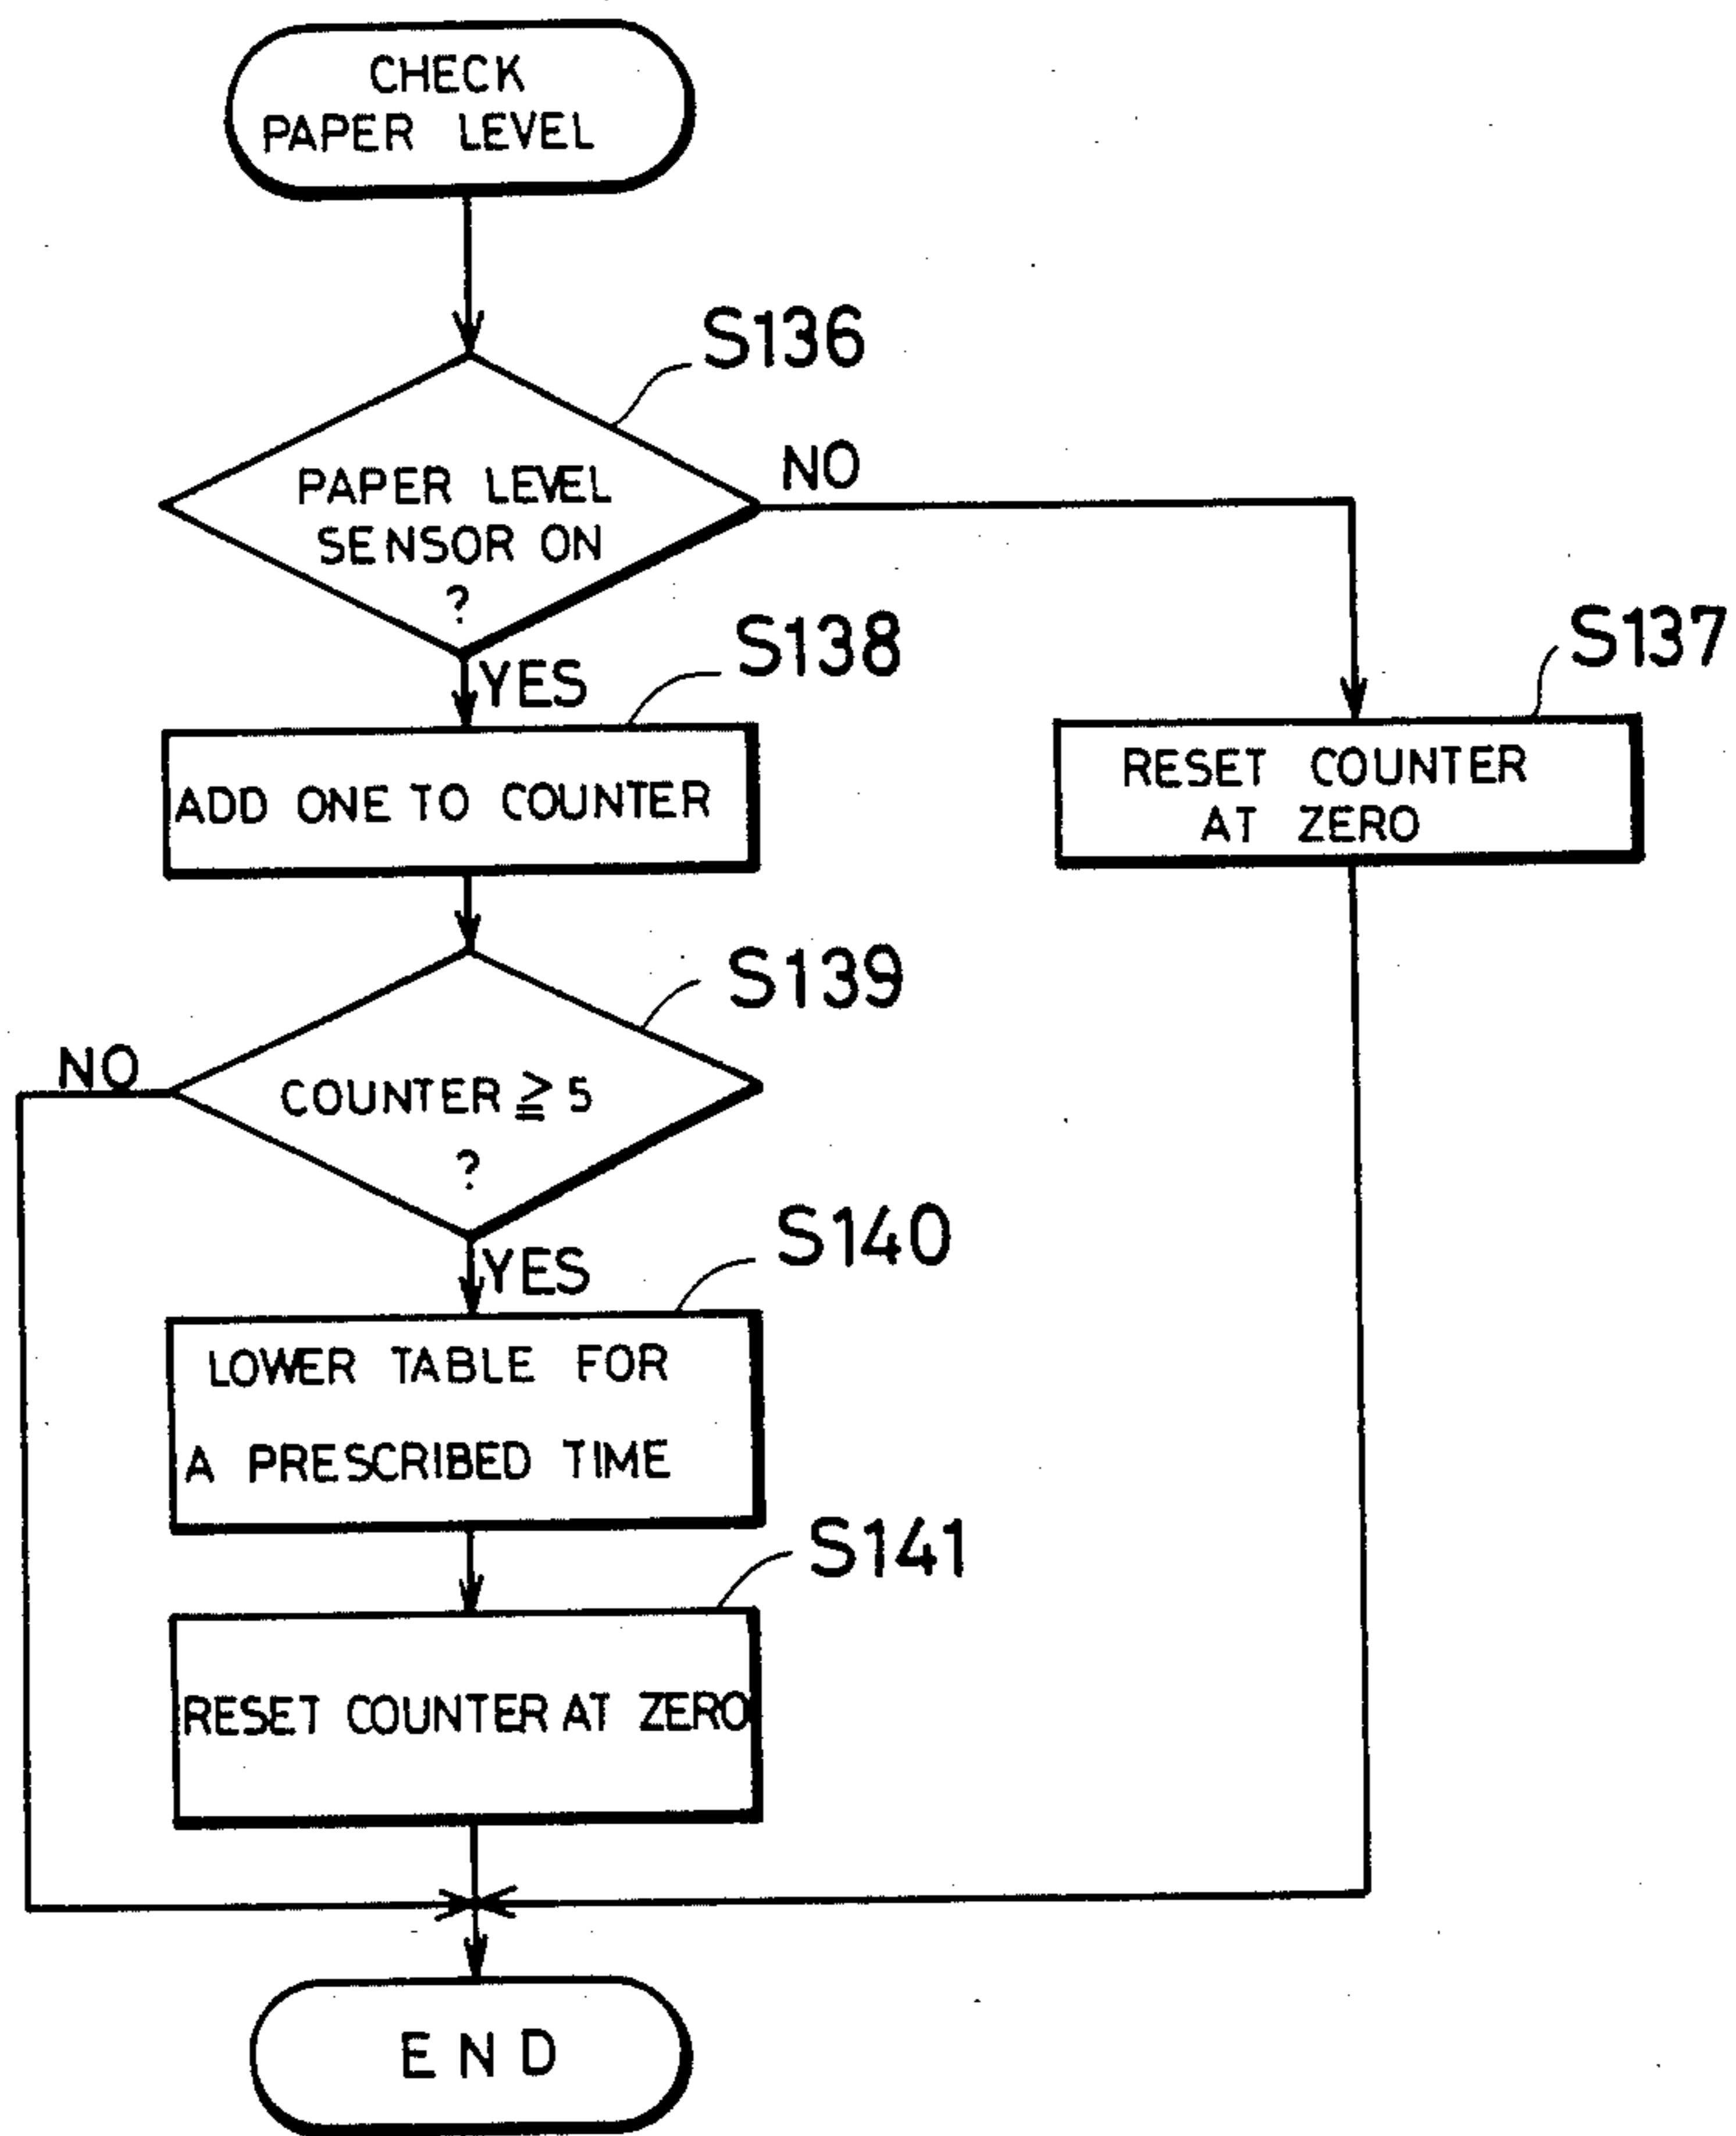 CHECK
PAPER LEVEL
S136
PAPER LEVEL
SENSOR ON
?
NO
YES
S138
S137
ADD ONE TO COUNTER
RESET COUNTER
AT ZERO
S139
NO
COUNTER ≧ 5
?
YES
S140
LOWER TABLE FOR
A PRESCRIBED TIME
S141
RESET COUNTER AT ZERO
END